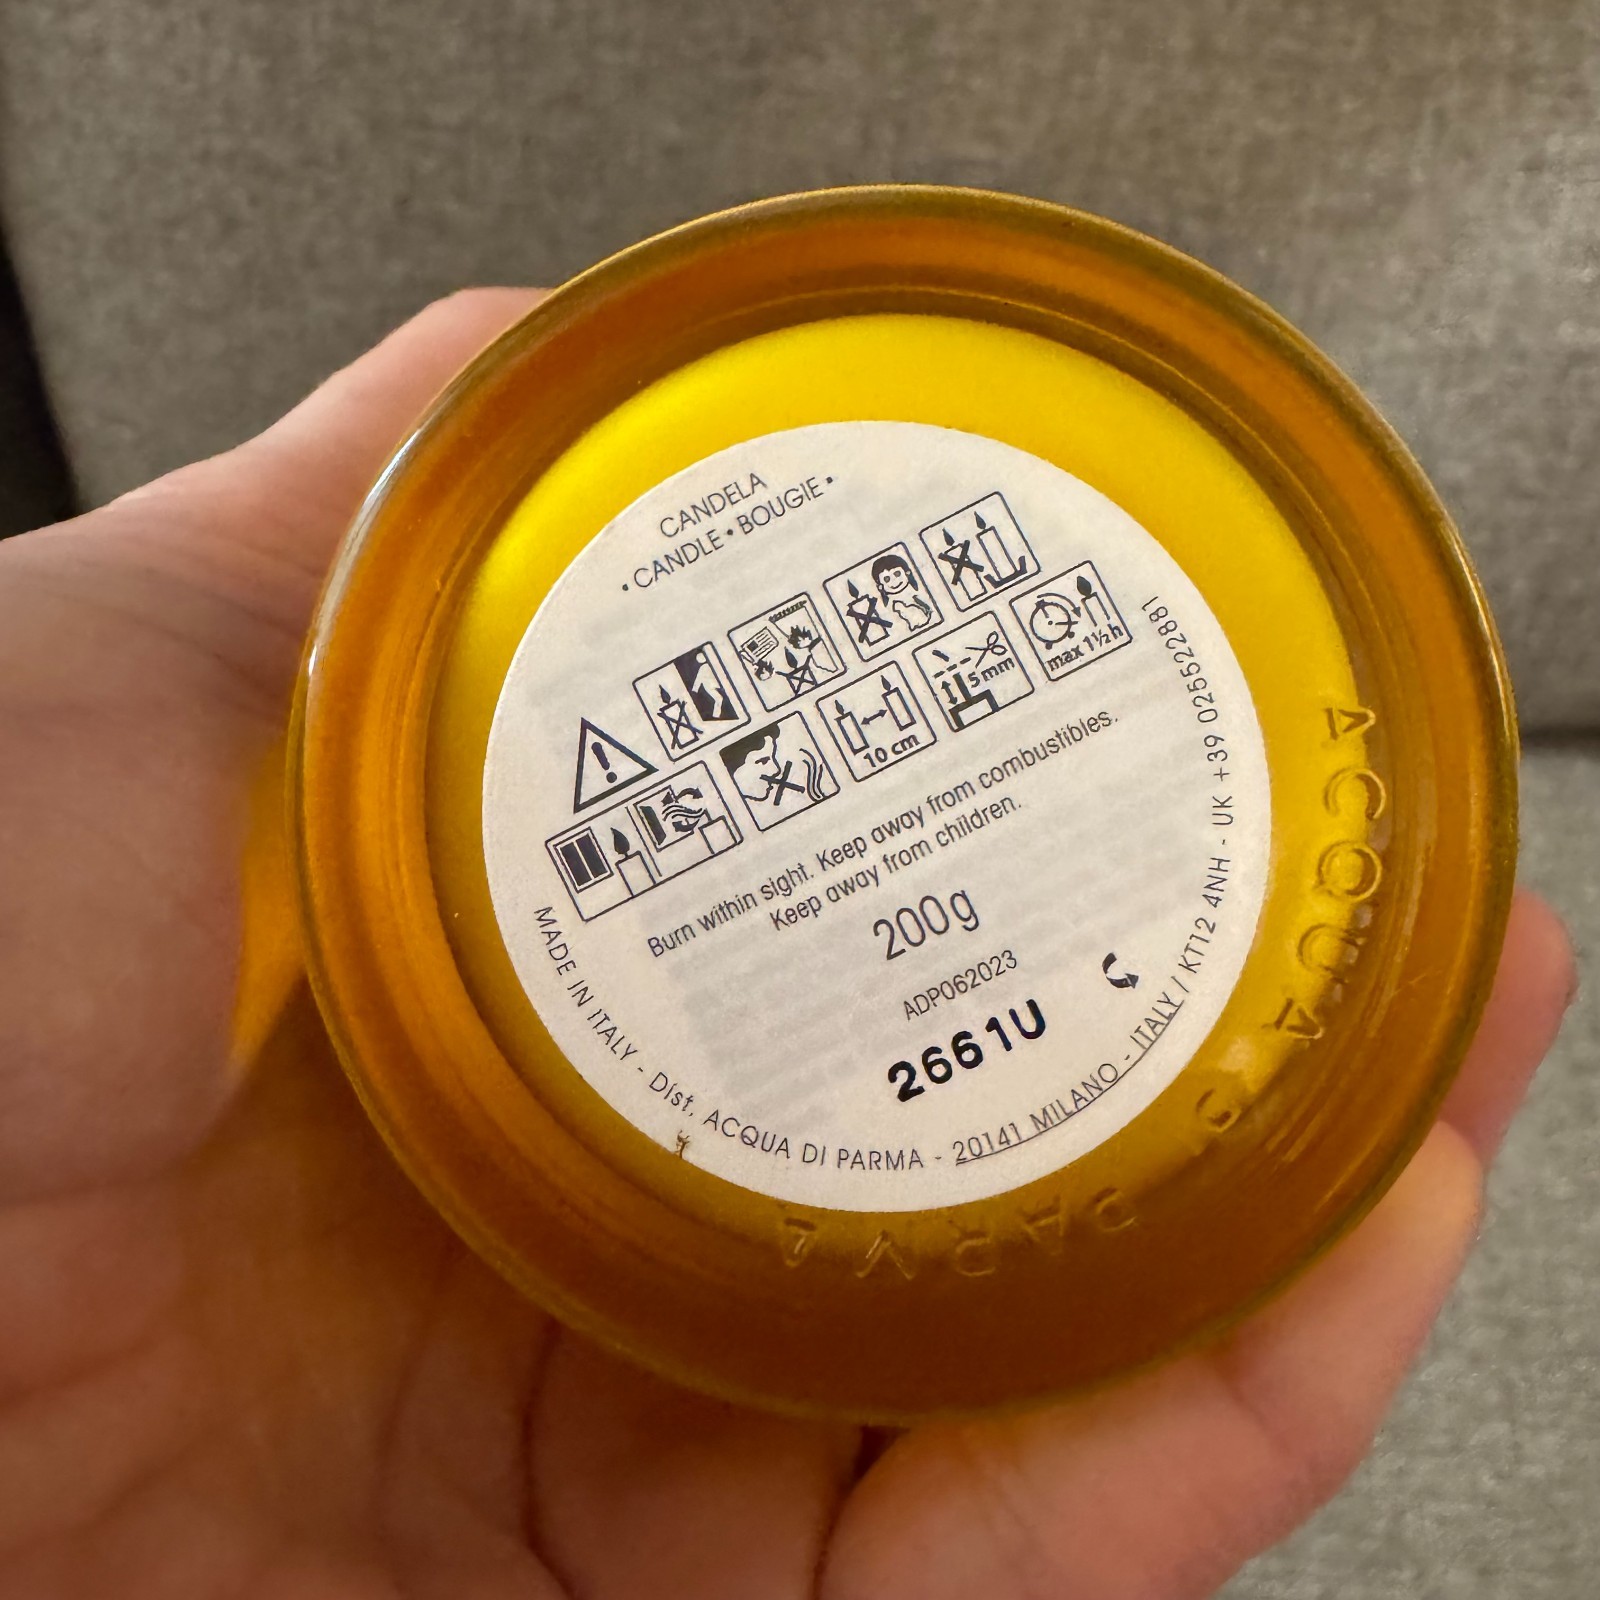 CANDELA
• CANDLE • BOUGIE •
max 1½ h
5 mm
10 cm
Burn within sight. Keep away from combustibles.
Keep away from children.
200g
ADP062023
2661U
MADE IN ITALY - Dist. ACQUA DI PARMA - 20141 MILANO - ITALY / KT12 4NH - UK +39 0255522881
ACQUA DI PARMA